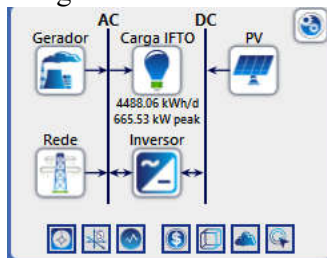 AC DC
Gerador Carga IFTO PV
4488.06 kWh/d
665.53 kW peak
Rede Inversor